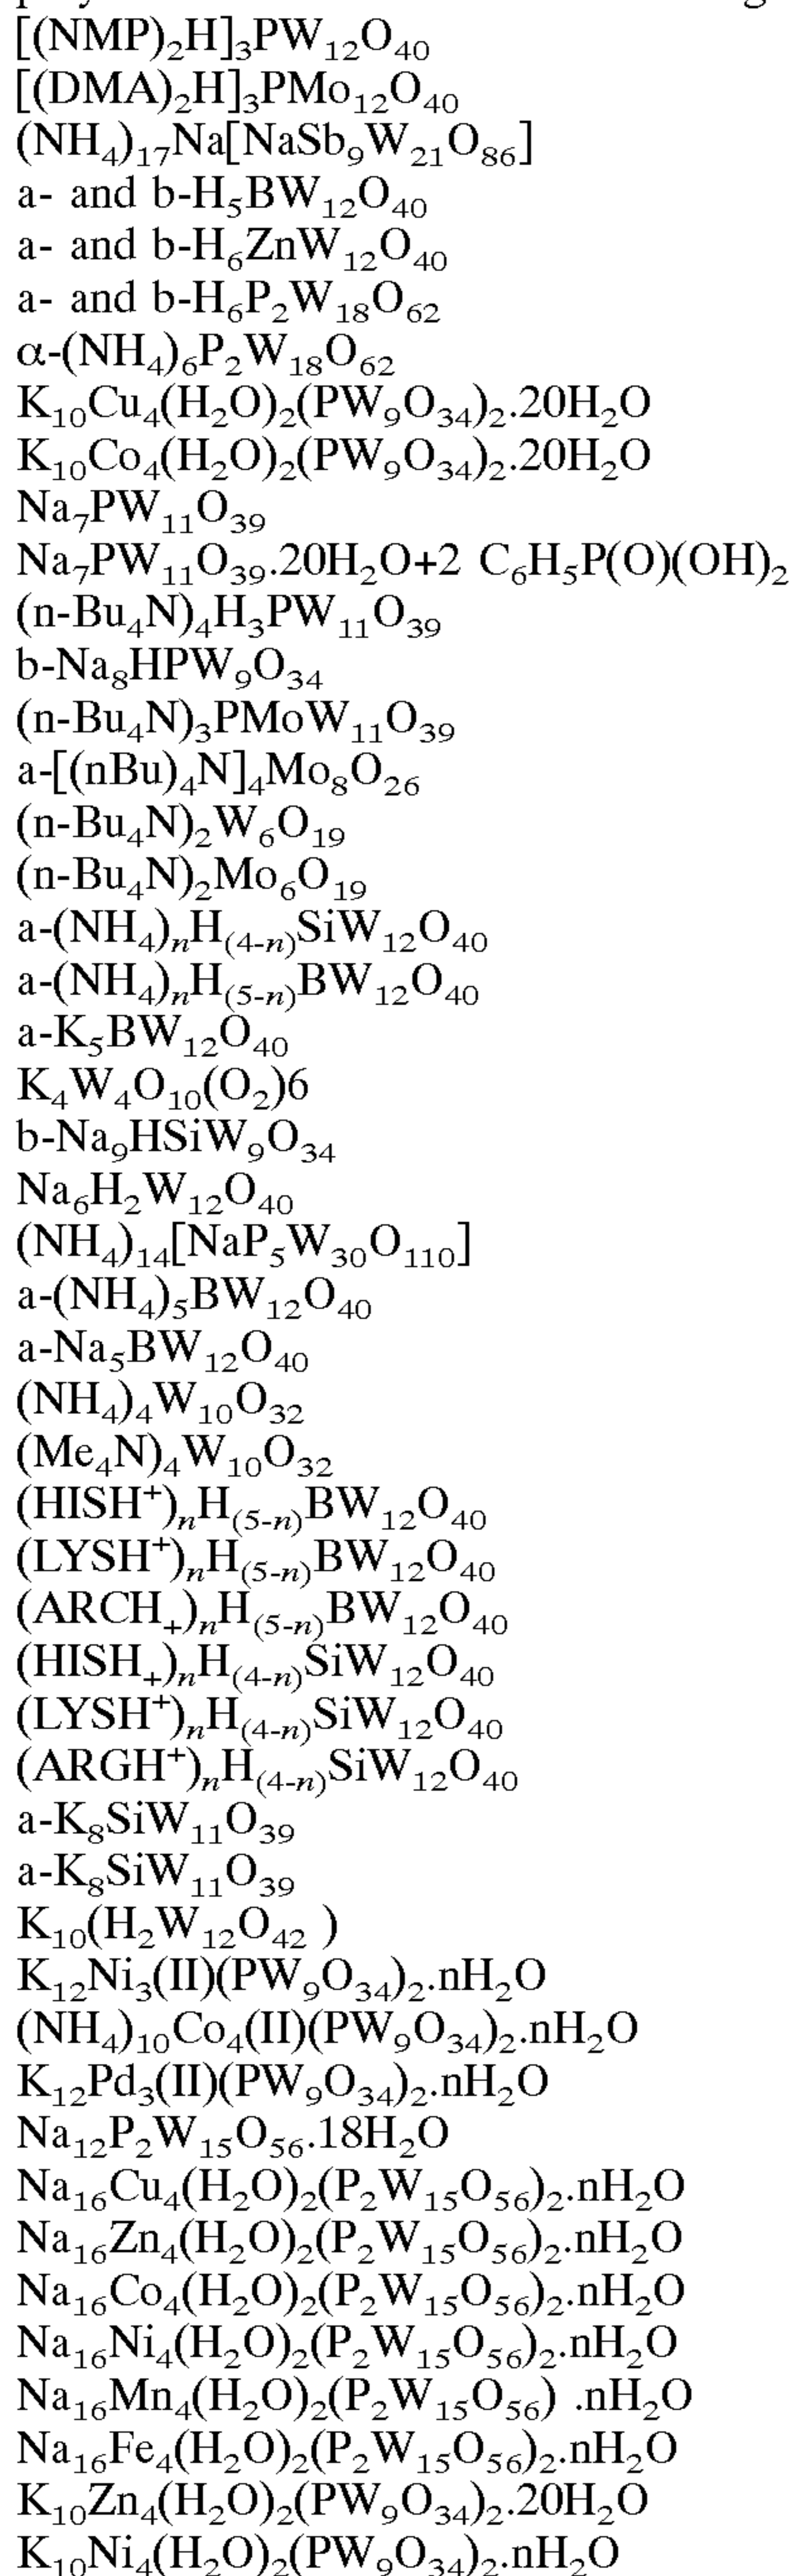 [(NMP)₂H]₃PW₁₂O₄₀
[(DMA)₂H]₃PMo₁₂O₄₀
(NH₄)₁₇Na[NaSb₉W₂₁O₈₆]
a- and b-H₅BW₁₂O₄₀
a- and b-H₆ZnW₁₂O₄₀
a- and b-H₆P₂W₁₈O₆₂
α-(NH₄)₆P₂W₁₈O₆₂
K₁₀Cu₄(H₂O)₂(PW₉O₃₄)₂.20H₂O
K₁₀Co₄(H₂O)₂(PW₉O₃₄)₂.20H₂O
Na₇PW₁₁O₃₉
Na₇PW₁₁O₃₉.20H₂O+2 C₆H₅P(O)(OH)₂
(n-Bu₄N)₄H₃PW₁₁O₃₉
b-Na₈HPW₉O₃₄
(n-Bu₄N)₃PMoW₁₁O₃₉
a-[(nBu)₄N]₄Mo₈O₂₆
(n-Bu₄N)₂W₆O₁₉
(n-Bu₄N)₂Mo₆O₁₉
a-(NH₄)ₙH₍₄₋ₙ₎SiW₁₂O₄₀
a-(NH₄)ₙH₍₅₋ₙ₎BW₁₂O₄₀
a-K₅BW₁₂O₄₀
K₄W₄O₁₀(O₂)6
b-Na₉HSiW₉O₃₄
Na₆H₂W₁₂O₄₀
(NH₄)₁₄[NaP₅W₃₀O₁₁₀]
a-(NH₄)₅BW₁₂O₄₀
a-Na₅BW₁₂O₄₀
(NH₄)₄W₁₀O₃₂
(Me₄N)₄W₁₀O₃₂
(HISH⁺)ₙH₍₅₋ₙ₎BW₁₂O₄₀
(LYSH⁺)ₙH₍₅₋ₙ₎BW₁₂O₄₀
(ARCH₊)ₙH₍₅₋ₙ₎BW₁₂O₄₀
(HISH₊)ₙH₍₄₋ₙ₎SiW₁₂O₄₀
(LYSH⁺)ₙH₍₄₋ₙ₎SiW₁₂O₄₀
(ARGH⁺)ₙH₍₄₋ₙ₎SiW₁₂O₄₀
a-K₈SiW₁₁O₃₉
a-K₈SiW₁₁O₃₉
K₁₀(H₂W₁₂O₄₂ )
K₁₂Ni₃(II)(PW₉O₃₄)₂.nH₂O
(NH₄)₁₀Co₄(II)(PW₉O₃₄)₂.nH₂O
K₁₂Pd₃(II)(PW₉O₃₄)₂.nH₂O
Na₁₂P₂W₁₅O₅₆.18H₂O
Na₁₆Cu₄(H₂O)₂(P₂W₁₅O₅₆)₂.nH₂O
Na₁₆Zn₄(H₂O)₂(P₂W₁₅O₅₆)₂.nH₂O
Na₁₆Co₄(H₂O)₂(P₂W₁₅O₅₆)₂.nH₂O
Na₁₆Ni₄(H₂O)₂(P₂W₁₅O₅₆)₂.nH₂O
Na₁₆Mn₄(H₂O)₂(P₂W₁₅O₅₆) .nH₂O
Na₁₆Fe₄(H₂O)₂(P₂W₁₅O₅₆)₂.nH₂O
K₁₀Zn₄(H₂O)₂(PW₉O₃₄)₂.20H₂O
K₁₀Ni₄(H₂O)₂(PW₉O₃₄)₂.nH₂O